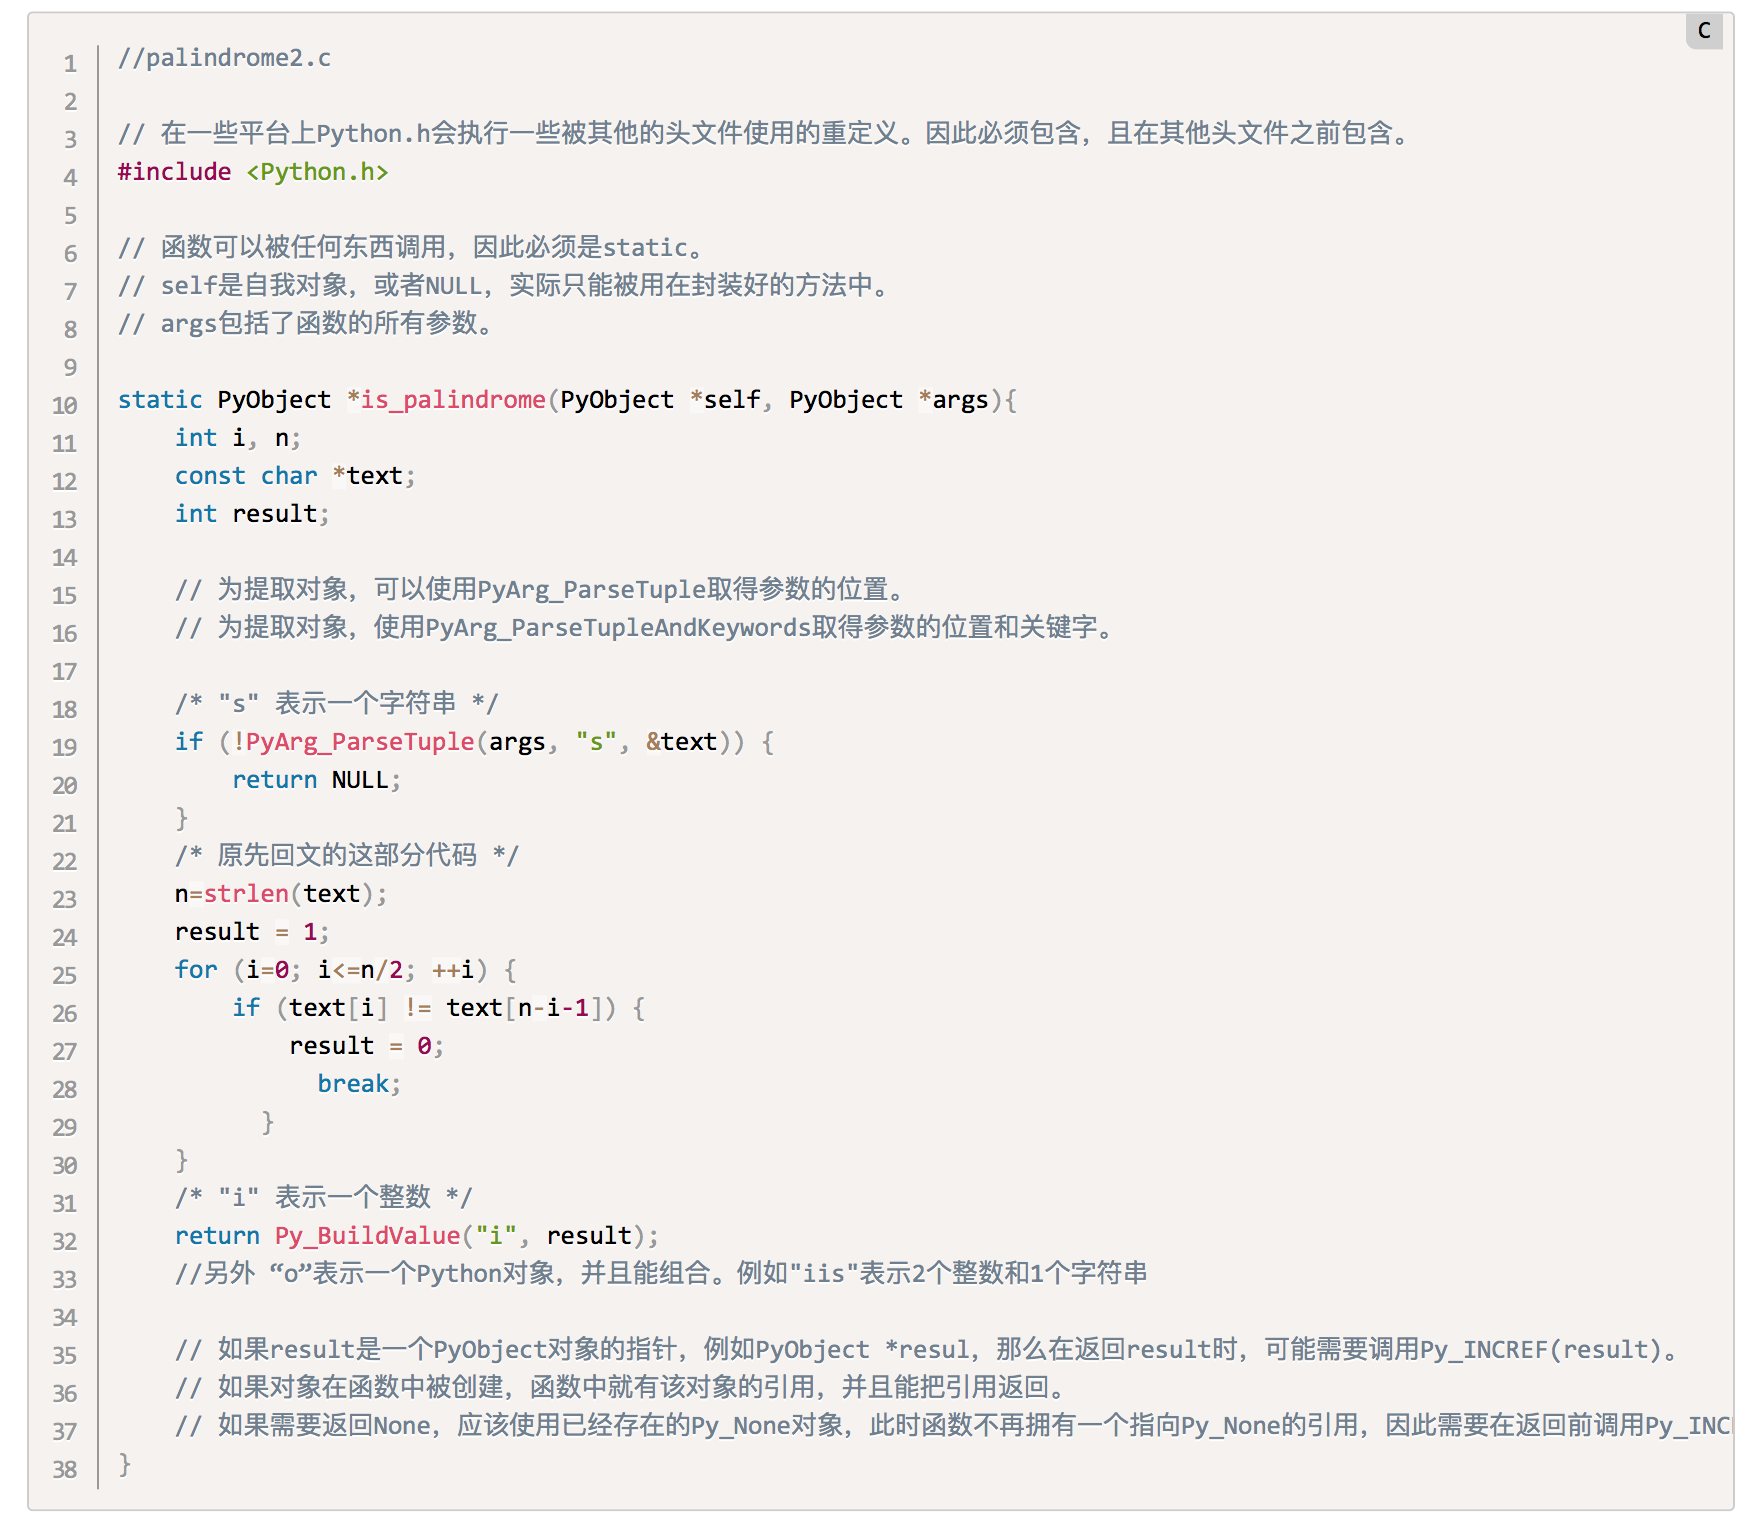 C
1 //palindrome2.c
2
3 // 在一些平台上Python.h会执行一些被其他的头文件使用的重定义。因此必须包含，且在其他头文件之前包含。
4 #include <Python.h>
5
6 // 函数可以被任何东西调用，因此必须是static。
7 // self是自我对象，或者NULL，实际只能被用在封装好的方法中。
8 // args包括了函数的所有参数。
9
10 static PyObject *is_palindrome(PyObject *self, PyObject *args){
11     int i, n;
12     const char *text;
13     int result;
14
15     // 为提取对象，可以使用PyArg_ParseTuple取得参数的位置。
16     // 为提取对象，使用PyArg_ParseTupleAndKeywords取得参数的位置和关键字。
17
18     /* "s" 表示一个字符串 */
19     if (!PyArg_ParseTuple(args, "s", &text)) {
20         return NULL;
21     }
22     /* 原先回文的这部分代码 */
23     n=strlen(text);
24     result = 1;
25     for (i=0; i<=n/2; ++i) {
26         if (text[i] != text[n-i-1]) {
27             result = 0;
28               break;
29           }
30     }
31     /* "i" 表示一个整数 */
32     return Py_BuildValue("i", result);
33     //另外 “o”表示一个Python对象，并且能组合。例如"iis"表示2个整数和1个字符串
34
35     // 如果result是一个PyObject对象的指针，例如PyObject *resul，那么在返回result时，可能需要调用Py_INCREF(result)。
36     // 如果对象在函数中被创建，函数中就有该对象的引用，并且能把引用返回。
37     // 如果需要返回None，应该使用已经存在的Py_None对象，此时函数不再拥有一个指向Py_None的引用，因此需要在返回前调用Py_INC
38 }